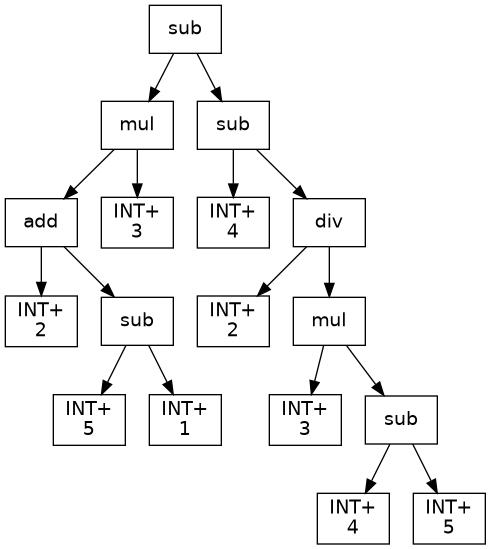 sub
mul
sub
add
INT+
3
INT+
4
div
INT+
2
sub
INT+
2
mul
INT+
5
INT+
1
INT+
3
sub
INT+
4
INT+
5